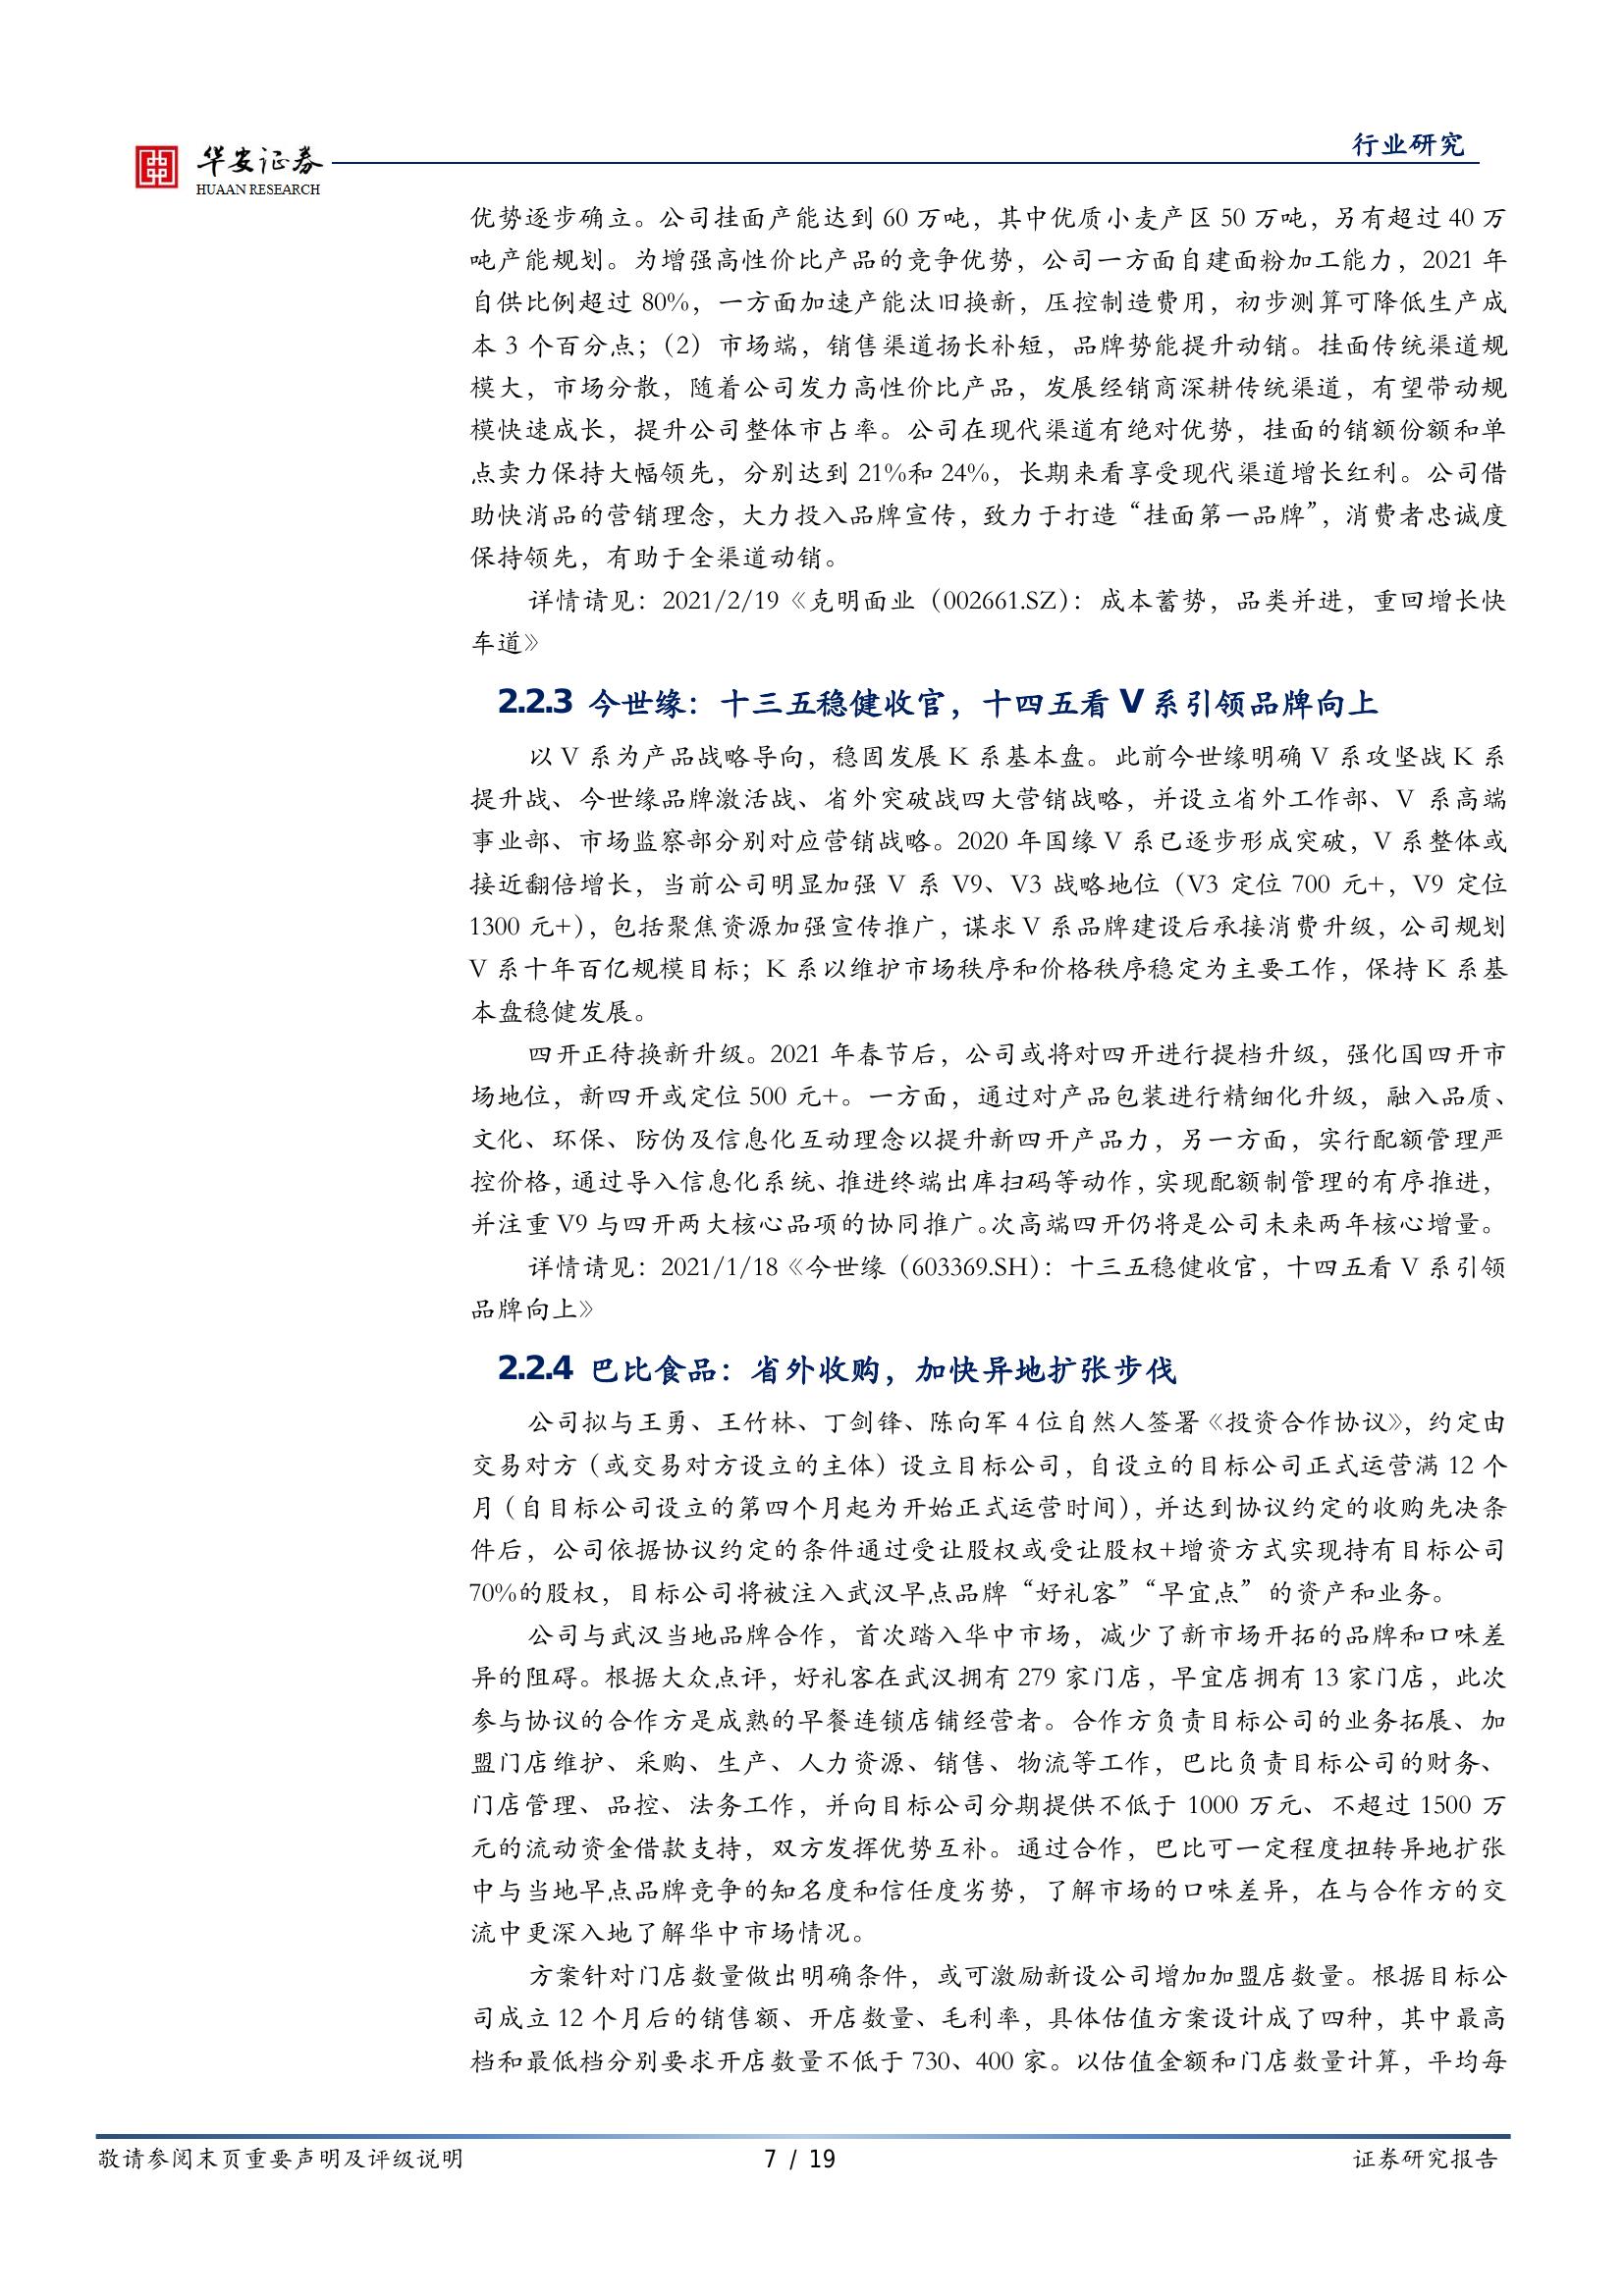 华安证券
HUAAN RESEARCH
行业研究
优势逐步确立。公司挂面产能达到 60 万吨，其中优质小麦产区 50 万吨，另有超过 40 万
吨产能规划。为增强高性价比产品的竞争优势，公司一方面自建面粉加工能力，2021 年
自供比例超过 80%，一方面加速产能汰旧换新，压控制造费用，初步测算可降低生产成
本 3 个百分点；（2）市场端，销售渠道扬长补短，品牌势能提升动销。挂面传统渠道规
模大，市场分散，随着公司发力高性价比产品，发展经销商深耕传统渠道，有望带动规
模快速成长，提升公司整体市占率。公司在现代渠道有绝对优势，挂面的销额份额和单
点卖力保持大幅领先，分别达到 21%和 24%，长期来看享受现代渠道增长红利。公司借
助快消品的营销理念，大力投入品牌宣传，致力于打造“挂面第一品牌”，消费者忠诚度
保持领先，有助于全渠道动销。
详情请见：2021/2/19《克明面业（002661.SZ）：成本蓄势，品类并进，重回增长快
车道》
2.2.3 今世缘：十三五稳健收官，十四五看 V 系引领品牌向上
以 V 系为产品战略导向，稳固发展 K 系基本盘。此前今世缘明确 V 系攻坚战 K 系
提升战、今世缘品牌激活战、省外突破战四大营销战略，并设立省外工作部、V 系高端
事业部、市场监察部分别对应营销战略。2020 年国缘 V 系已逐步形成突破，V 系整体或
接近翻倍增长，当前公司明显加强 V 系 V9、V3 战略地位（V3 定位 700 元+，V9 定位
1300 元+），包括聚焦资源加强宣传推广，谋求 V 系品牌建设后承接消费升级，公司规划
V 系十年百亿规模目标；K 系以维护市场秩序和价格秩序稳定为主要工作，保持 K 系基
本盘稳健发展。
四开正待换新升级。2021 年春节后，公司或将对四开进行提档升级，强化国四开市
场地位，新四开或定位 500 元+。一方面，通过对产品包装进行精细化升级，融入品质、
文化、环保、防伪及信息化互动理念以提升新四开产品力，另一方面，实行配额管理严
控价格，通过导入信息化系统、推进终端出库扫码等动作，实现配额制管理的有序推进，
并注重 V9 与四开两大核心品项的协同推广。次高端四开仍将是公司未来两年核心增量。
详情请见：2021/1/18《今世缘（603369.SH）：十三五稳健收官，十四五看 V 系引领
品牌向上》
2.2.4 巴比食品：省外收购，加快异地扩张步伐
公司拟与王勇、王竹林、丁剑锋、陈向军 4 位自然人签署《投资合作协议》，约定由
交易对方（或交易对方设立的主体）设立目标公司，自设立的目标公司正式运营满 12 个
月（自目标公司设立的第四个月起为开始正式运营时间），并达到协议约定的收购先决条
件后，公司依据协议约定的条件通过受让股权或受让股权+增资方式实现持有目标公司
70%的股权，目标公司将被注入武汉早点品牌“好礼客”“早宜点” 的资产和业务。
公司与武汉当地品牌合作，首次踏入华中市场，减少了新市场开拓的品牌和口味差
异的阻碍。根据大众点评，好礼客在武汉拥有 279 家门店，早宜店拥有 13 家门店，此次
参与协议的合作方是成熟的早餐连锁店铺经营者。合作方负责目标公司的业务拓展、加
盟门店维护、采购、生产、人力资源、销售、物流等工作，巴比负责目标公司的财务、
门店管理、品控、法务工作，并向目标公司分期提供不低于 1000 万元、不超过 1500 万
元的流动资金借款支持，双方发挥优势互补。通过合作，巴比可一定程度扭转异地扩张
中与当地早点品牌竞争的知名度和信任度劣势，了解市场的口味差异，在与合作方的交
流中更深入地了解华中市场情况。
方案针对门店数量做出明确条件，或可激励新设公司增加加盟店数量。根据目标公
司成立 12 个月后的销售额、开店数量、毛利率，具体估值方案设计成了四种，其中最高
档和最低档分别要求开店数量不低于 730、400 家。以估值金额和门店数量计算，平均每
敬请参阅末页重要声明及评级说明
7 / 19
证券研究报告